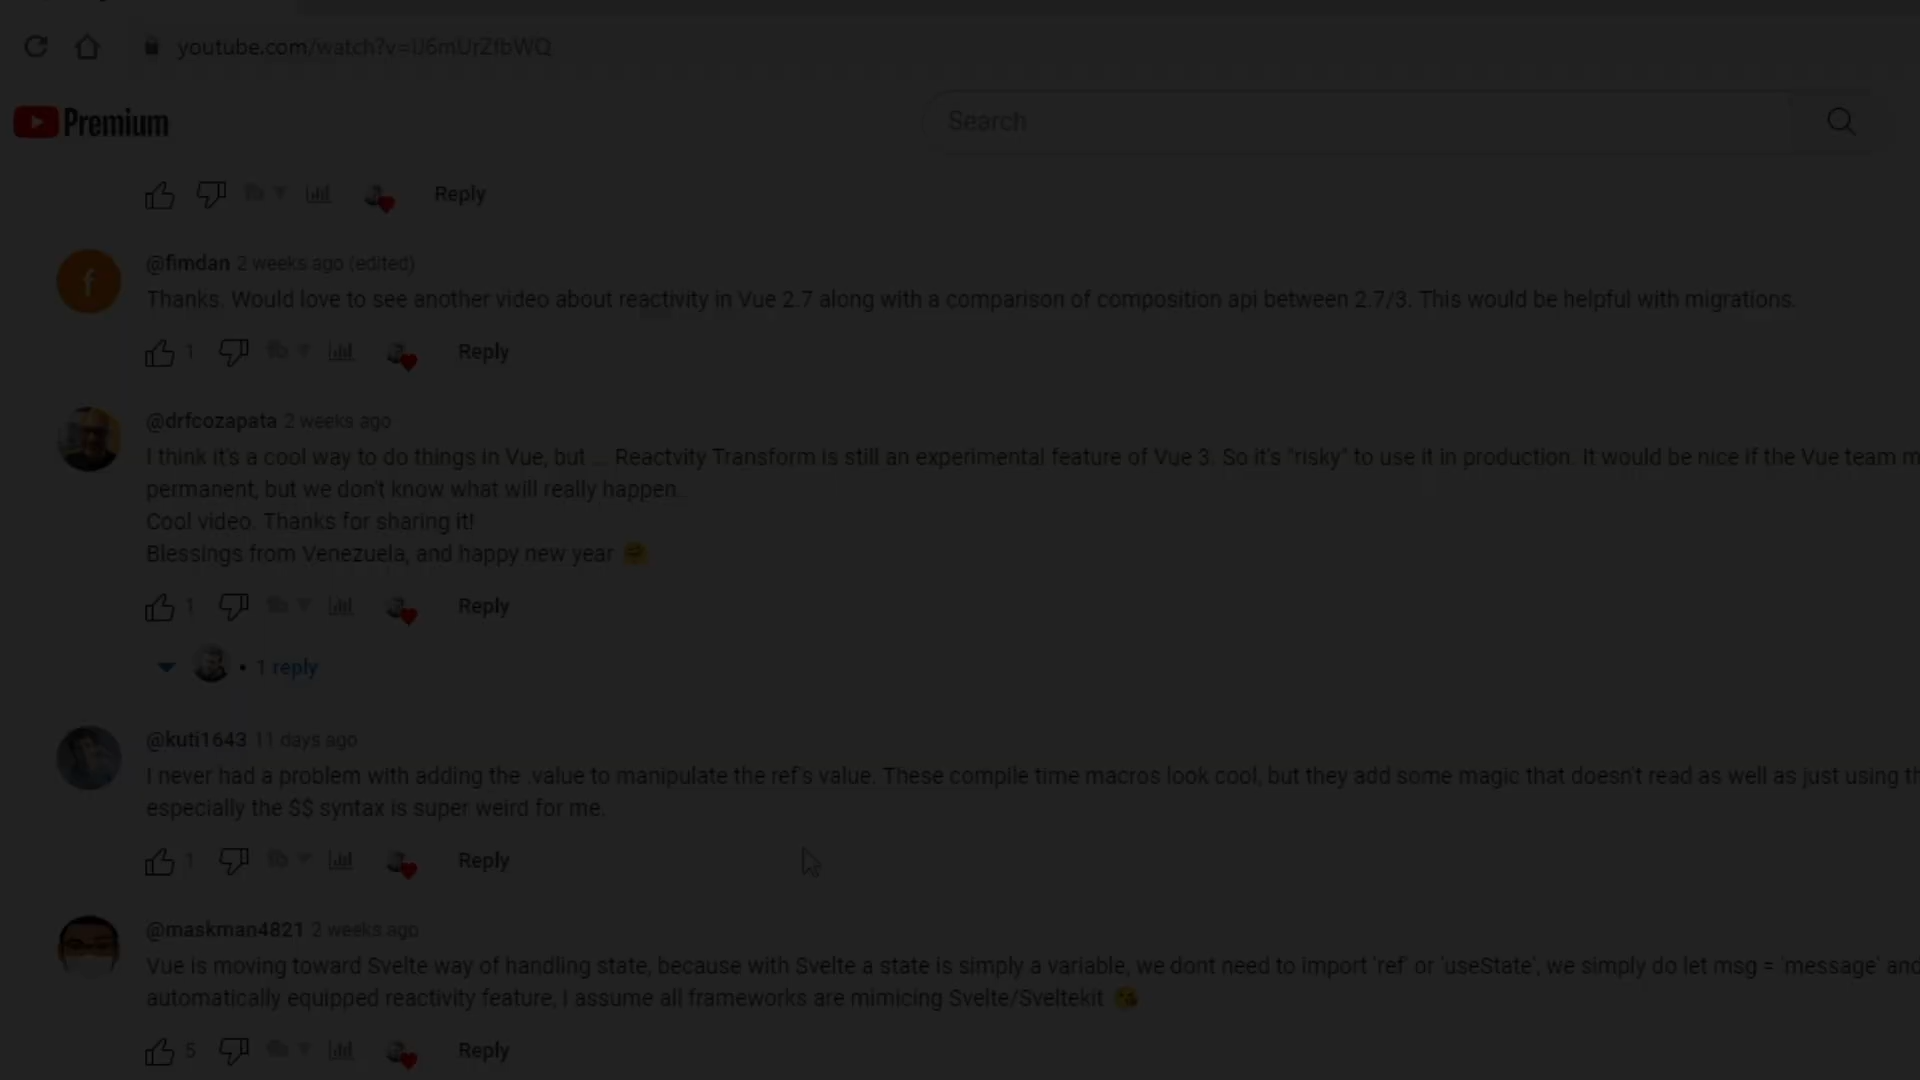 youtube.com/watch?v=U6mUrZfbWQ
Premium
Search
Reply
@fimdan 2 weeks ago (edited)
Thanks. Would love to see another video about reactivity in Vue 2.7 along with a comparison of composition api between 2.7/3. This would be helpful with migrations.
1 Reply
@drfcozapata 2 weeks ago
I think it's a cool way to do things in Vue, but ... Reactvity Transform is still an experimental feature of Vue 3. So it's "risky" to use it in production. It would be nice if the Vue team m
permanent, but we don't know what will really happen.
Cool video. Thanks for sharing it!
Blessings from Venezuela, and happy new year 🤗
1 Reply
• 1 reply
@kuti1643 11 days ago
I never had a problem with adding the .value to manipulate the ref's value. These compile time macros look cool, but they add some magic that doesn't read as well as just using th
especially the $$ syntax is super weird for me.
1 Reply
@maskman4821 2 weeks ago
Vue is moving toward Svelte way of handling state, because with Svelte a state is simply a variable, we dont need to import 'ref' or 'useState', we simply do let msg = 'message' and
automatically equipped reactivity feature, I assume all frameworks are mimicing Svelte/Sveltekit 😘
5 Reply